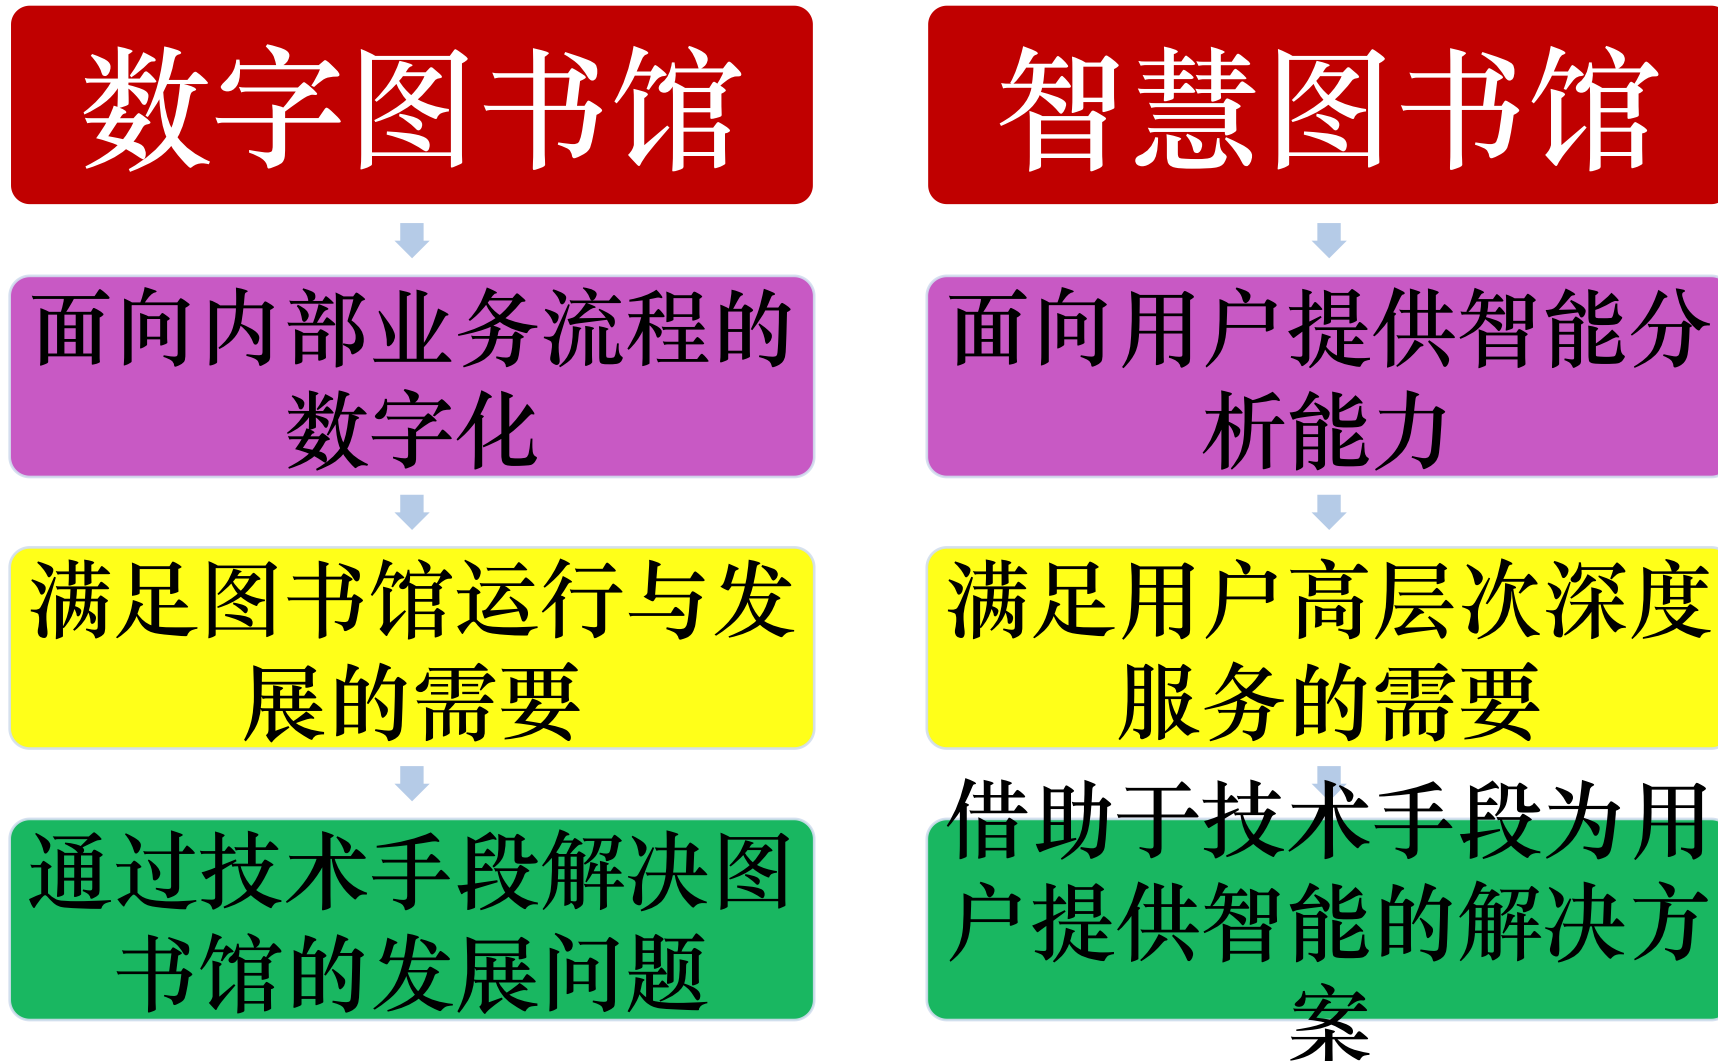 数字图书馆
面向内部业务流程的
数字化
满足图书馆运行与发
展的需要
通过技术手段解决图
书馆的发展问题
智慧图书馆
面向用户提供智能分
析能力
满足用户高层次深度
服务的需要
借助于技术手段为用
户提供智能的解决方
案